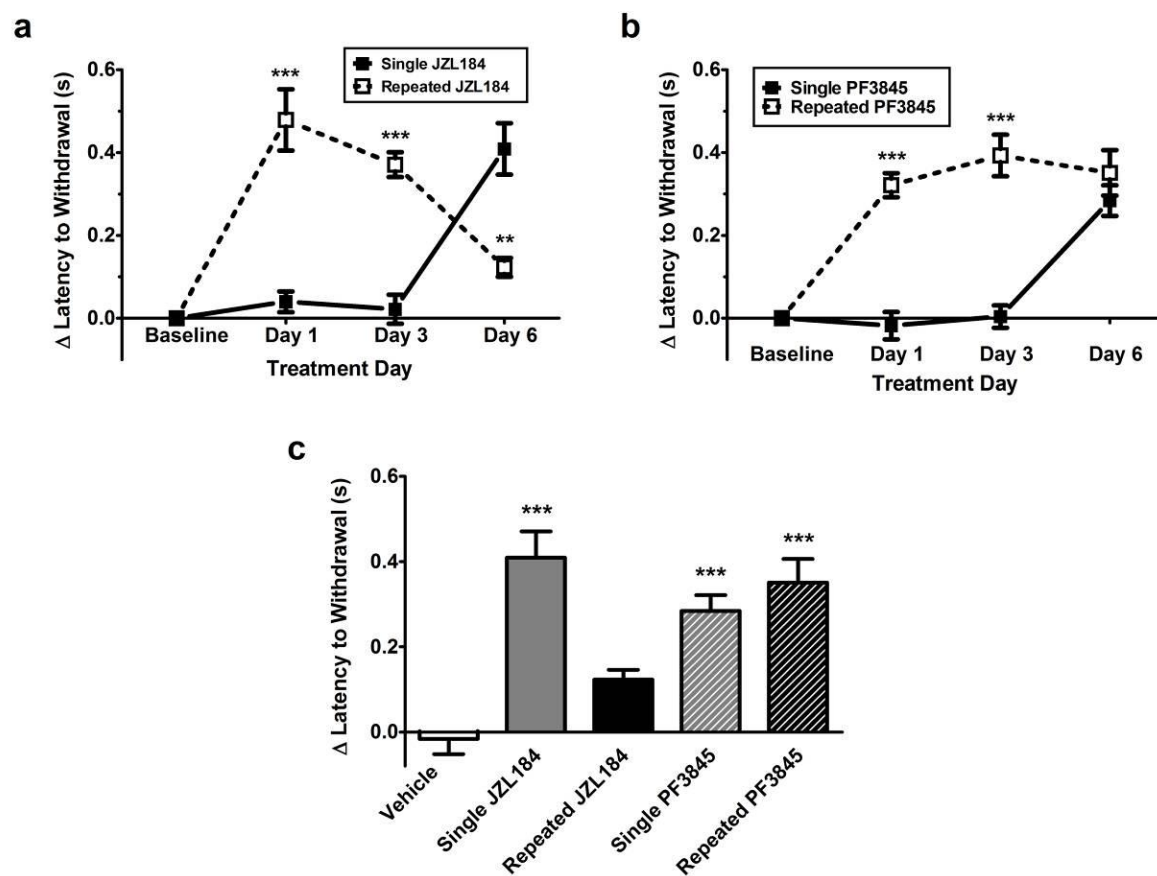 a
Δ Latency to Withdrawal (s)
0.6
0.4
0.2
0.0
***
***
**
Single JZL184
Repeated JZL184
Baseline Day 1 Day 3 Day 6
Treatment Day
b
Δ Latency to Withdrawal (s)
0.6
0.4
0.2
0.0
Single PF3845
Repeated PF3845
***
***
Baseline Day 1 Day 3 Day 6
Treatment Day
c
Δ Latency to Withdrawal (s)
0.6
0.4
0.2
0.0
***
***
***
Vehicle
Single JZL184
Repeated JZL184
Single PF3845
Repeated PF3845